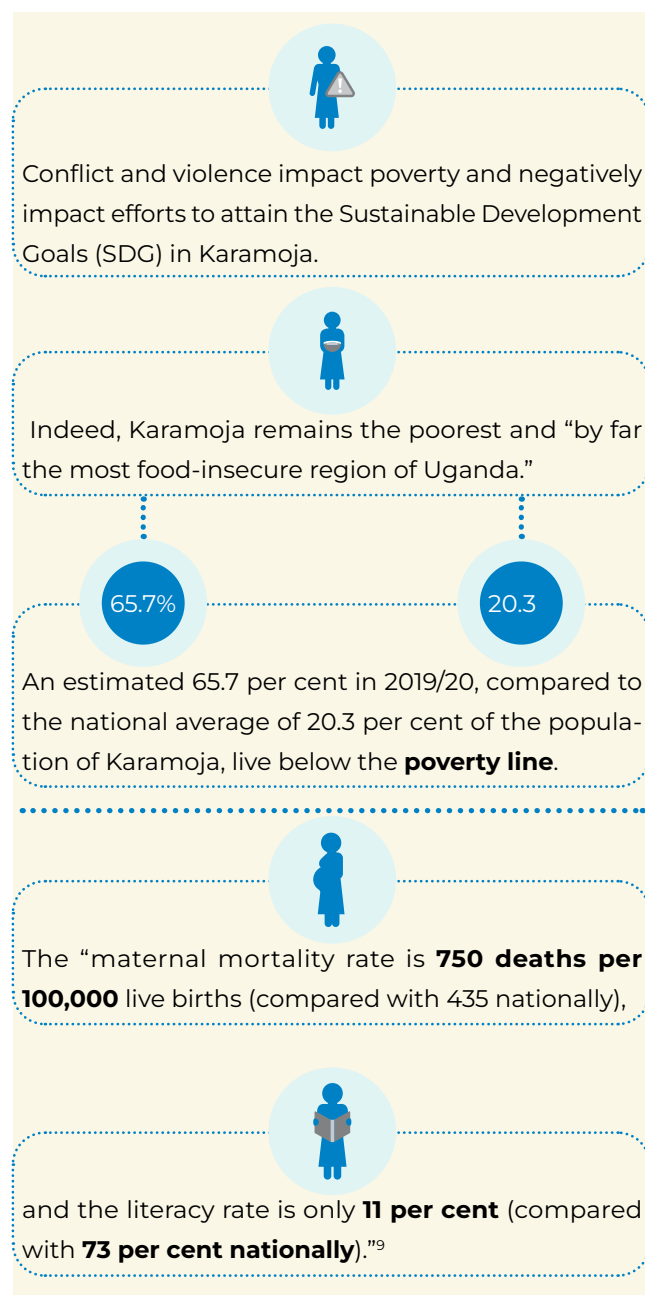 Conflict and violence impact poverty and negatively
impact efforts to attain the Sustainable Development
Goals (SDG) in Karamoja.
Indeed, Karamoja remains the poorest and “by far
the most food-insecure region of Uganda.”
65.7%
20.3
An estimated 65.7 per cent in 2019/20, compared to
the national average of 20.3 per cent of the popula-
tion of Karamoja, live below the poverty line.
The “maternal mortality rate is 750 deaths per
100,000 live births (compared with 435 nationally),
and the literacy rate is only 11 per cent (compared
with 73 per cent nationally).”⁹